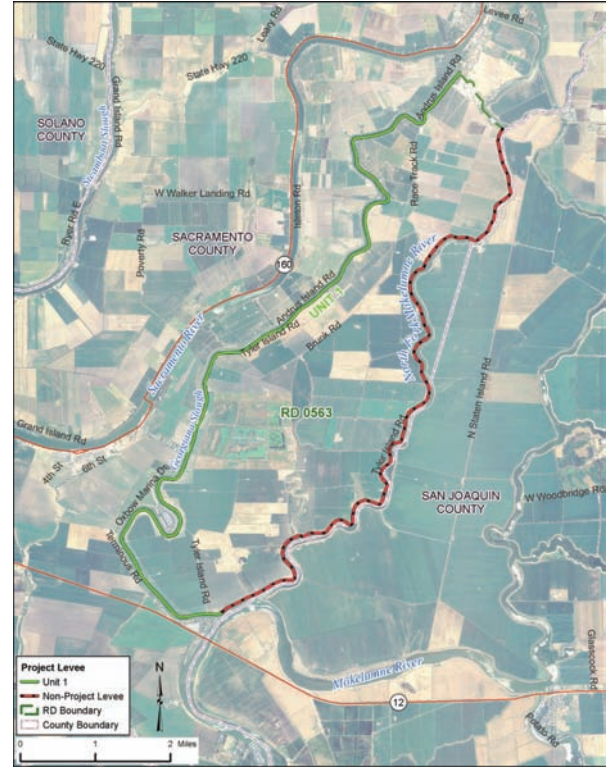 Levee Rd
Leary Rd
State Hwy 220
State Hwy 220
Grand Island Rd
Andrus Island Rd
SOLANO
COUNTY
Steamboat Slough
Race Track Rd
Ryer Rd E
W Walker Landing Rd
Isleton Rd
Poverty Rd
SACRAMENTO
COUNTY
160
North Fork Mokelumne River
Andrus Island Rd
UNIT 1
Tyler Island Rd
Brunk Rd
Sacramento River
N Staten Island Rd
RD 0563
Georgiana Slough
Grand Island Rd
Tyler Island Rd
4th St
6th St
Oxbow Marina Dr
SAN JOAQUIN
COUNTY
W Woodbridge Rd
Terminous Rd
Tyler Island Rd
Glasscock Rd
Mokelumne River
12
Potato Rd
Project Levee
Unit 1
Non-Project Levee
RD Boundary
County Boundary
N
0 1 2 Miles